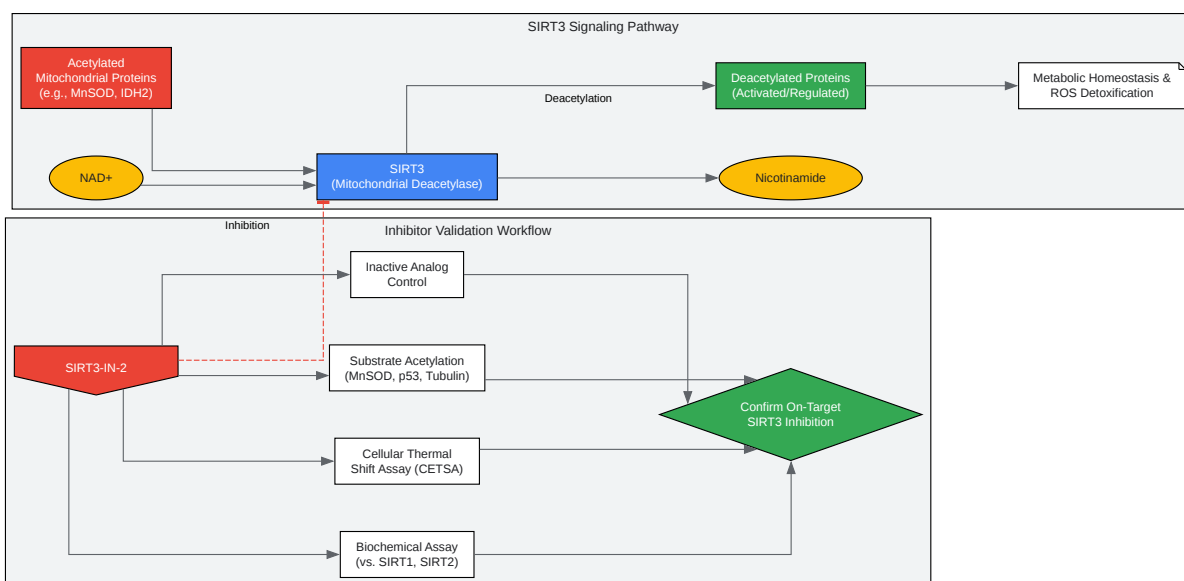 SIRT3 Signaling Pathway
Acetylated
Mitochondrial Proteins
(e.g., MnSOD, IDH2)
Deacetylated Proteins
(Activated/Regulated)
Metabolic Homeostasis &
ROS Detoxification
Deacetylation
NAD+
SIRT3
(Mitochondrial Deacetylase)
Nicotinamide
Inhibition
Inhibitor Validation Workflow
Inactive Analog
Control
SIRT3-IN-2
Substrate Acetylation
(MnSOD, p53, Tubulin)
Confirm On-Target
SIRT3 Inhibition
Cellular Thermal
Shift Assay (CETSA)
Biochemical Assay
(vs. SIRT1, SIRT2)